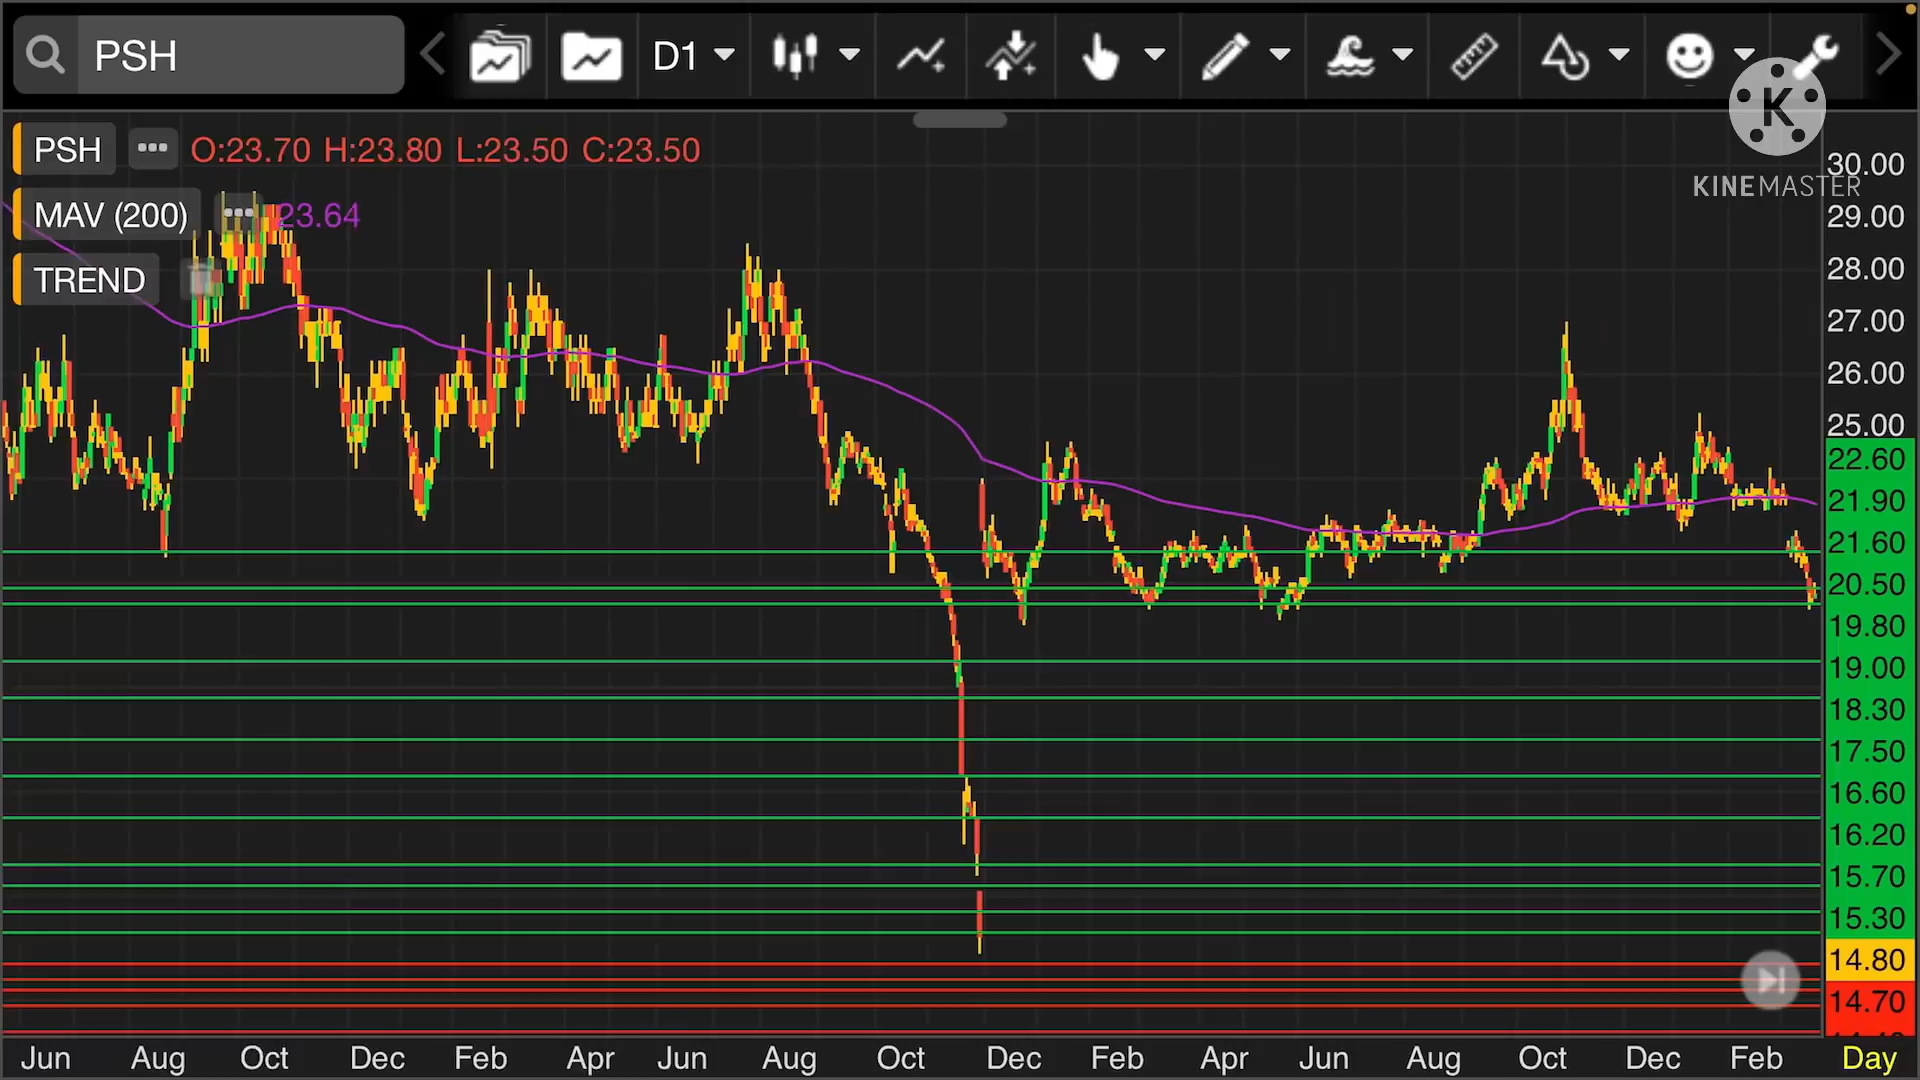 PSH D1
PSH O:23.70 H:23.80 L:23.50 C:23.50
MAV (200) 23.64
TREND
K
KINEMASTER
30.00
29.00
28.00
27.00
26.00
25.00
22.60
21.90
21.60
20.50
19.80
19.00
18.30
17.50
16.60
16.20
15.70
15.30
14.80
14.70
Jun Aug Oct Dec Feb Apr Jun Aug Oct Dec Feb Apr Jun Aug Oct Dec Feb Day